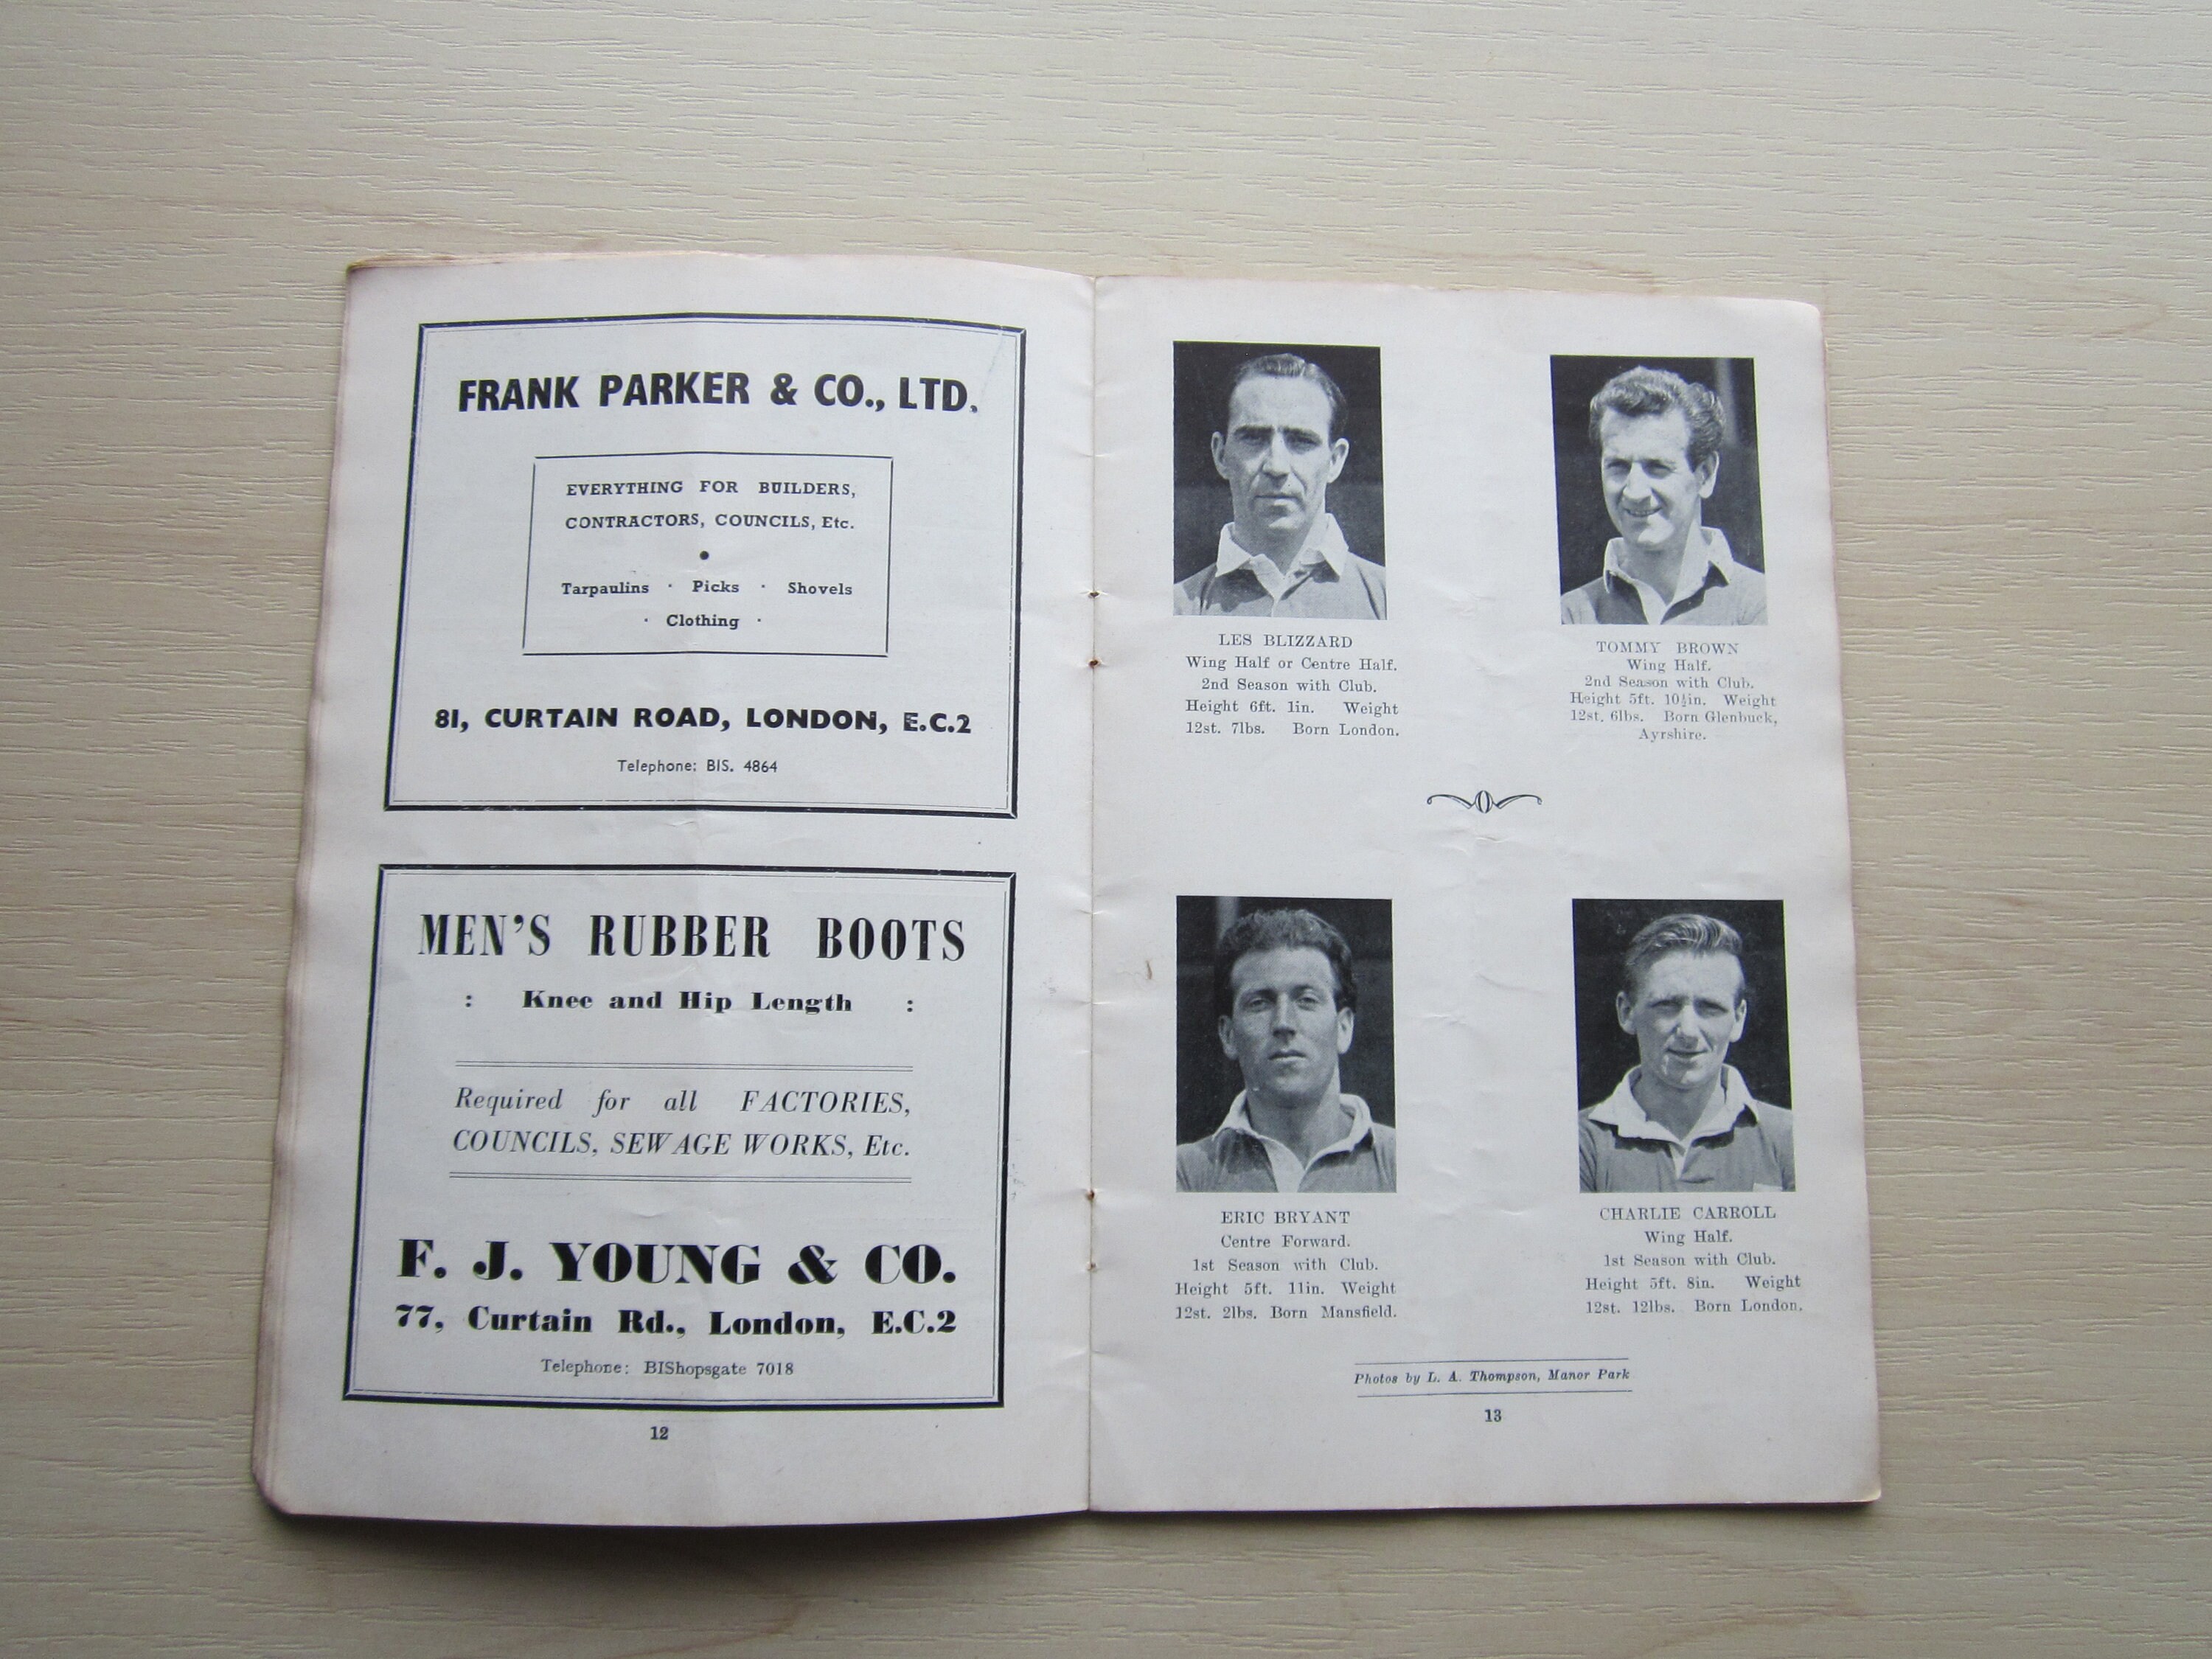 FRANK PARKER & CO., LTD.
EVERYTHING FOR BUILDERS,
CONTRACTORS, COUNCILS, Etc.
•
Tarpaulins · Picks · Shovels
· Clothing ·
81, CURTAIN ROAD, LONDON, E.C.2
Telephone: BIS. 4864
MEN'S RUBBER BOOTS
: Knee and Hip Length :
Required for all FACTORIES,
COUNCILS, SEWAGE WORKS, Etc.
F. J. YOUNG & CO.
77, Curtain Rd., London, E.C.2
Telephone: BIShopsgate 7018
12
LES BLIZZARD
Wing Half or Centre Half.
2nd Season with Club.
Height 6ft. 1in. Weight
12st. 7lbs. Born London.
TOMMY BROWN
Wing Half.
2nd Season with Club.
Height 5ft. 10½in. Weight
12st. 6lbs. Born Glenbuck,
Ayrshire.
ERIC BRYANT
Centre Forward.
1st Season with Club.
Height 5ft. 11in. Weight
12st. 2lbs. Born Mansfield.
CHARLIE CARROLL
Wing Half.
1st Season with Club.
Height 5ft. 8in. Weight
12st. 12lbs. Born London.
Photos by L. A. Thompson, Manor Park
13